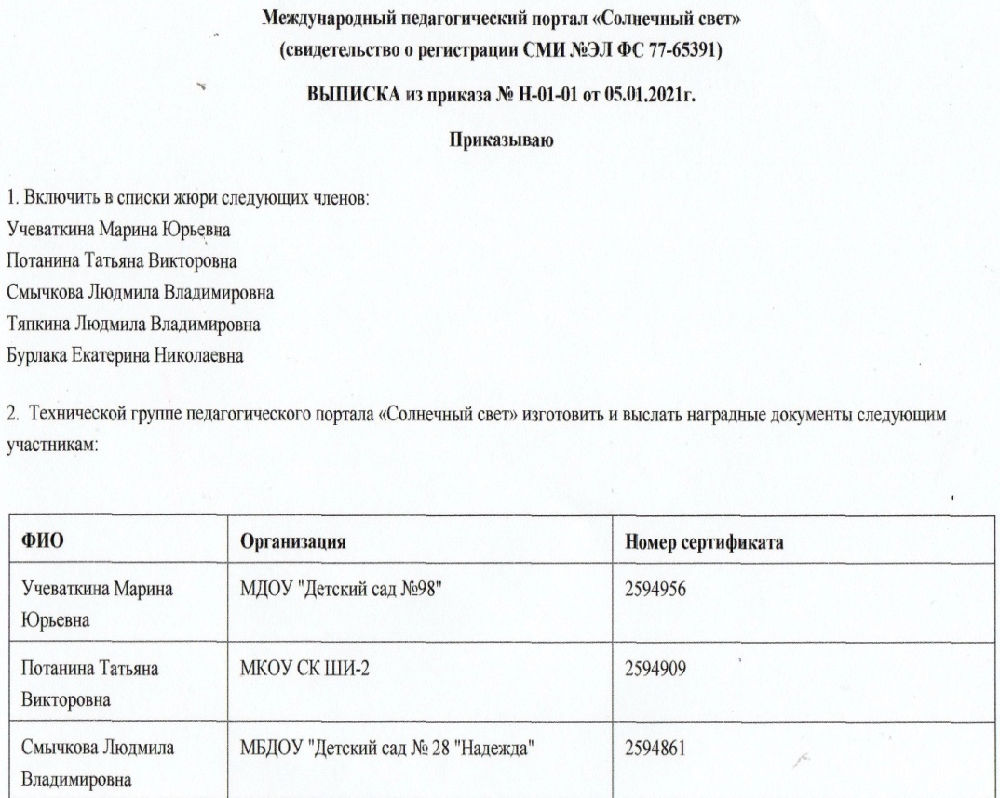 Международный педагогический портал «Солнечный свет»
(свидетельство о регистрации СМИ №ЭЛ ФС 77-65391)
ВЫПИСКА из приказа № Н-01-01 от 05.01.2021г.
Приказываю
1. Включить в списки жюри следующих членов:
Учеваткина Марина Юрьевна
Потанина Татьяна Викторовна
Смычкова Людмила Владимировна
Тяпкина Людмила Владимировна
Бурлака Екатерина Николаевна
2. Технической группе педагогического портала «Солнечный свет» изготовить и выслать наградные документы следующим
участникам:
ФИО Организация Номер сертификата
Учеваткина Марина МДОУ "Детский сад №98" 2594956
Юрьевна
Потанина Татьяна МКОУ СК ШИ-2 2594909
Викторовна
Смычкова Людмила МБДОУ "Детский сад № 28 "Надежда" 2594861
Владимировна